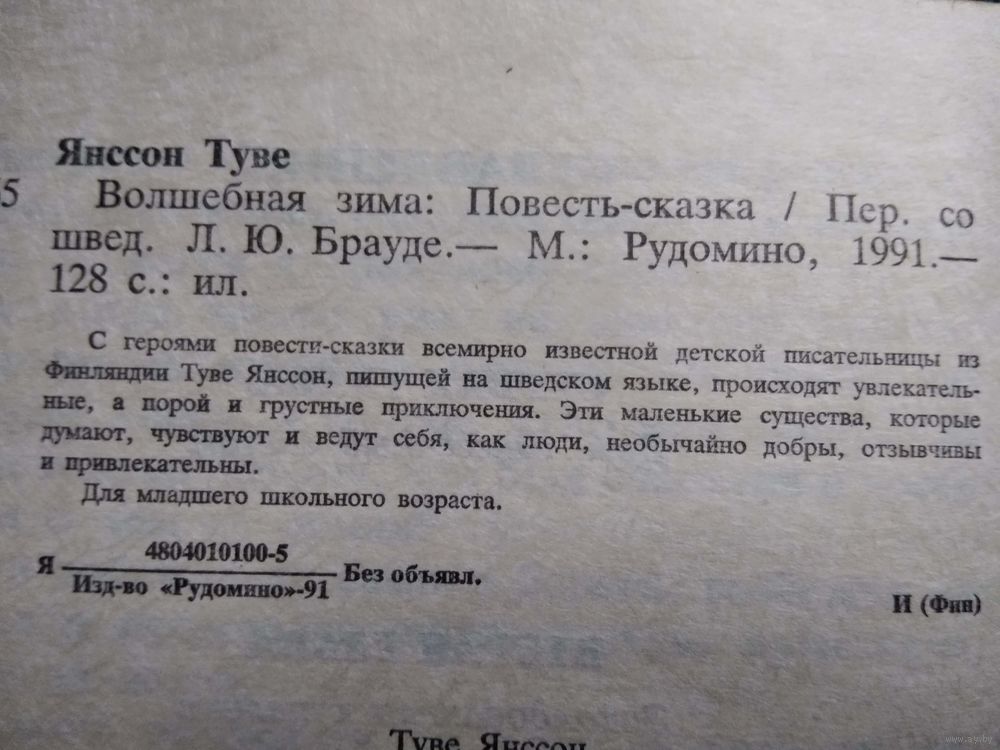 Янссон Туве
5 Волшебная зима: Повесть-сказка / Пер. со
швед. Л. Ю. Брауде.— М.: Рудомино, 1991.—
128 с.: ил.
С героями повести-сказки всемирно известной детской писательницы из
Финляндии Туве Янссон, пишущей на шведском языке, происходят увлекатель-
ные, а порой и грустные приключения. Эти маленькие существа, которые
думают, чувствуют и ведут себя, как люди, необычайно добры, отзывчивы
и привлекательны.
Для младшего школьного возраста.
4804010100-5
Я Без объявл.
Изд-во «Рудомино»-91
И (Фин)
Туве Янссон
www.ay.by